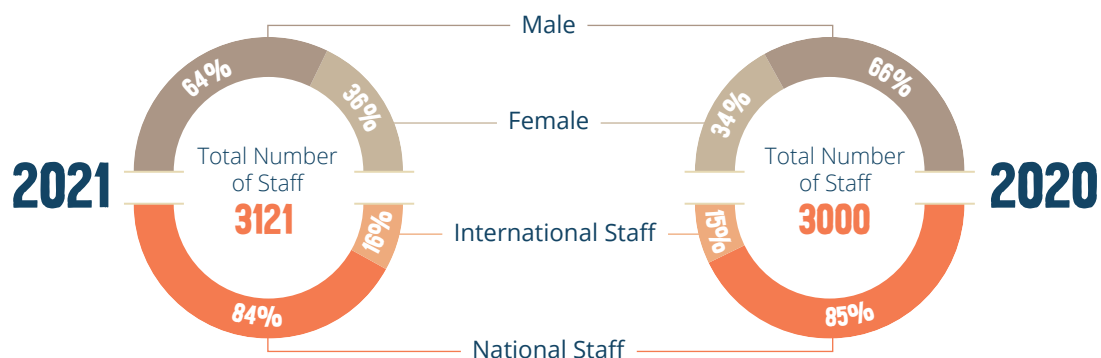 Male
64%
36%
34%
66%
Female
2021
Total Number
of Staff
3121
Total Number
of Staff
3000
2020
16%
International Staff
15%
84%
85%
National Staff